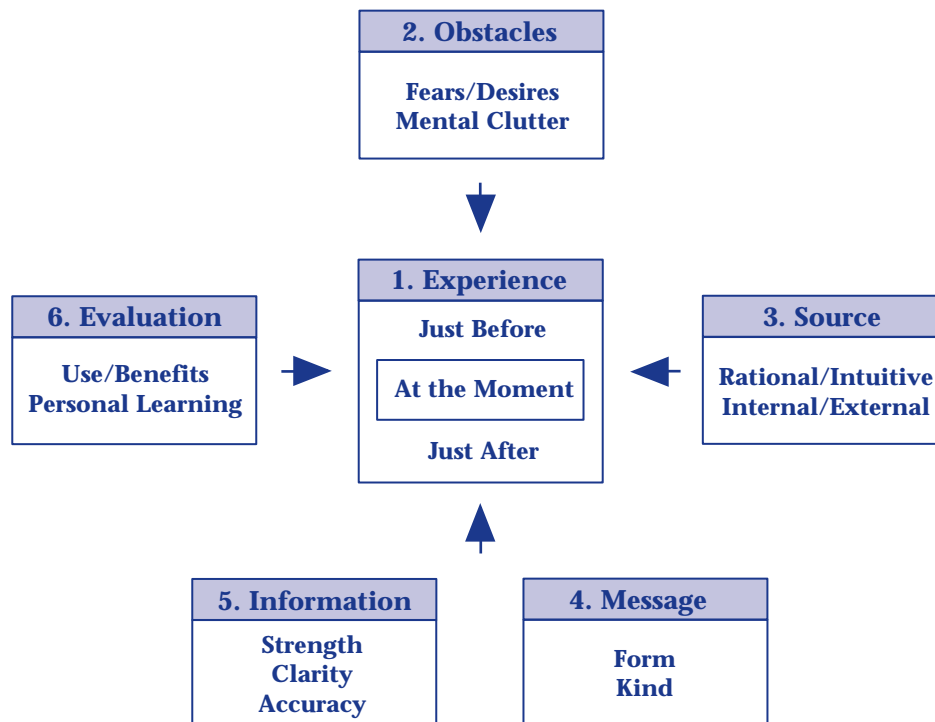 2. Obstacles
Fears/Desires
Mental Clutter
1. Experience
Just Before
At the Moment
Just After
6. Evaluation
Use/Benefits
Personal Learning
3. Source
Rational/Intuitive
Internal/External
5. Information
Strength
Clarity
Accuracy
4. Message
Form
Kind